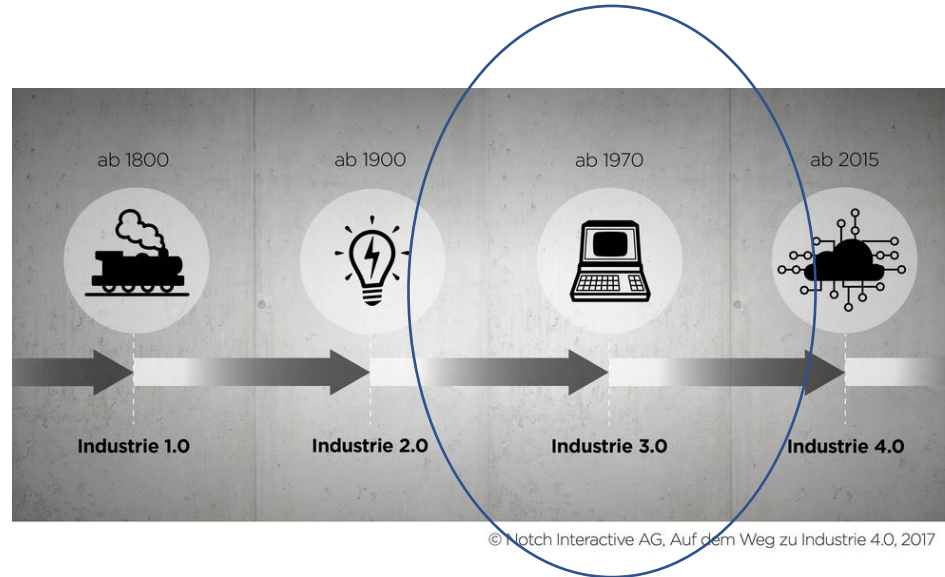 ab 1800
ab 1900
ab 1970
ab 2015
Industrie 1.0
Industrie 2.0
Industrie 3.0
Industrie 4.0
© Notch Interactive AG, Auf dem Weg zu Industrie 4.0, 2017